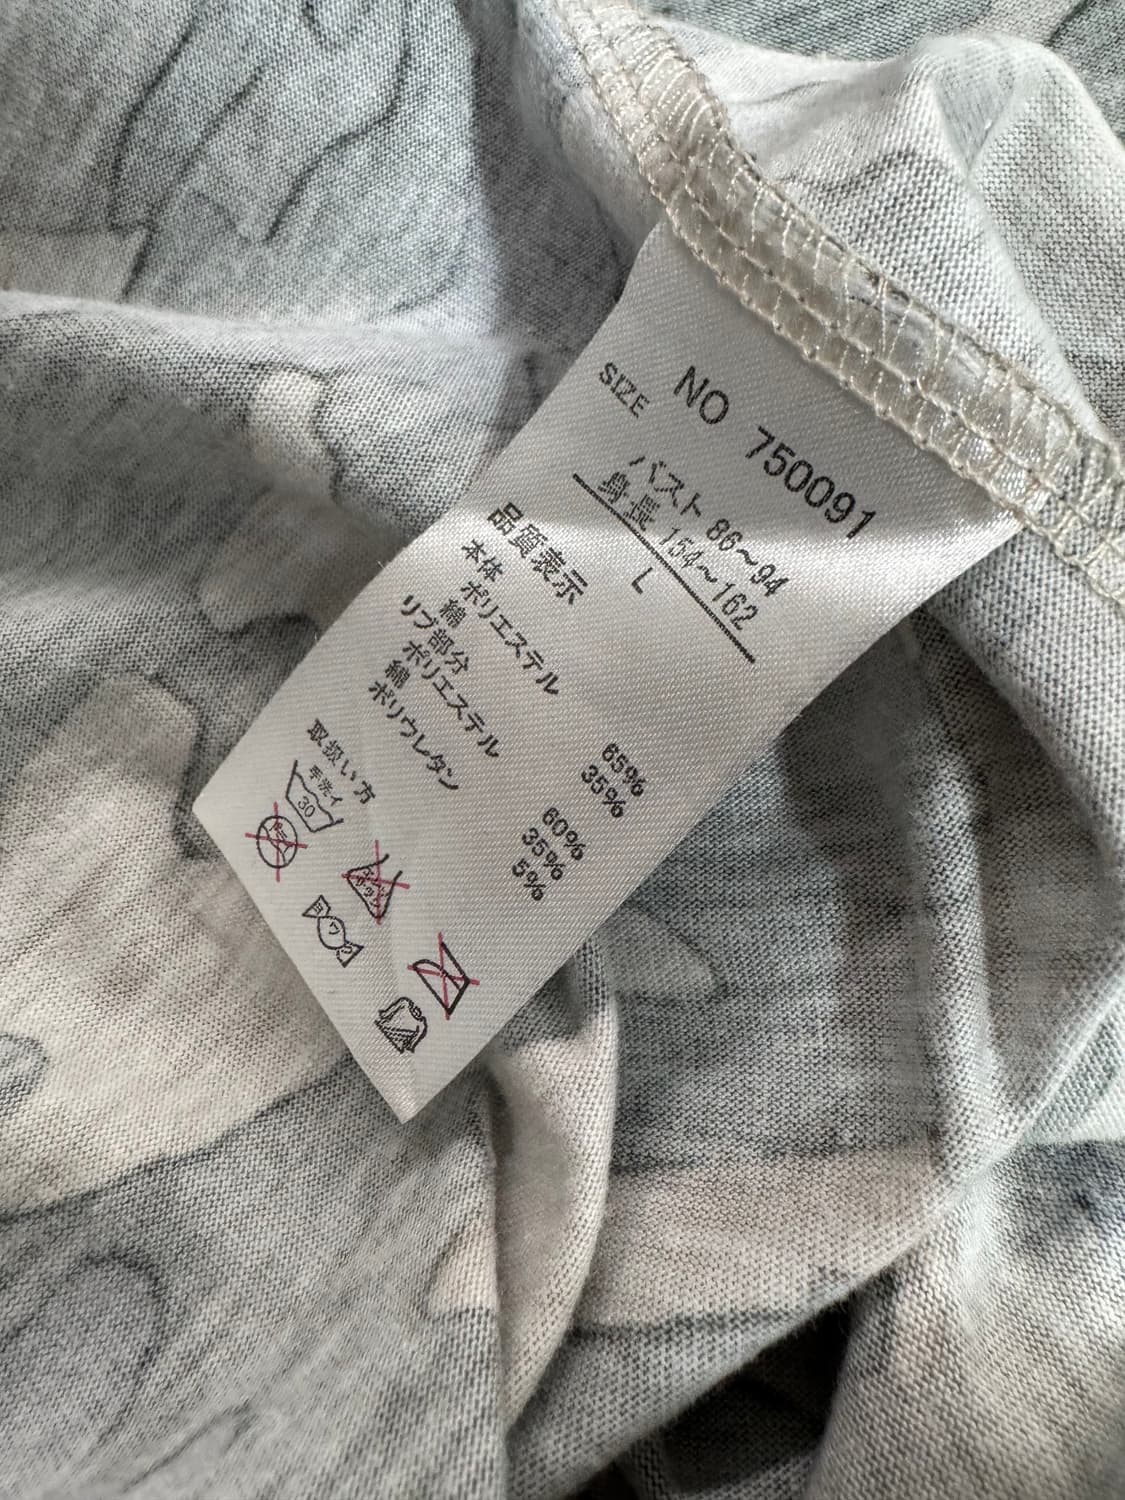 NO 750091
SIZE
バスト 86～94
身長 154～162
L
品質表示
本体
ポリエステル 65%
綿 35%
リブ部分
ポリエステル 60%
綿 35%
ポリウレタン 5%
取扱い方
手洗イ
30